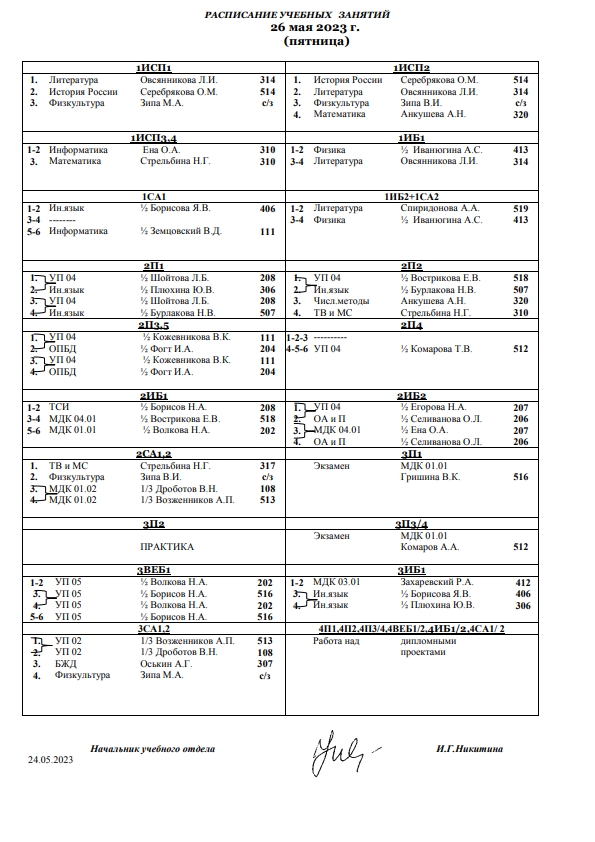 РАСПИСАНИЕ УЧЕБНЫХ ЗАНЯТИЙ
26 мая 2023 г.
(пятница)
1ИСП1
1. Литература Овсянникова Л.И. 314
2. История России Серебрякова О.М. 514
3. Физкультура Зипа М.А. с/з
1ИСП2
1. История России Серебрякова О.М. 514
2. Литература Овсянникова Л.И. 314
3. Физкультура Зипа В.И. с/з
4. Математика Анкушева А.Н. 320
1ИСП3,4
1-2 Информатика Ена О.А. 310
3. Математика Стрельбина Н.Г. 310
1ИБ1
1-2 Физика ½ Иванюгина А.С. 413
3-4 Литература Овсянникова Л.И. 314
1СА1
1-2 Ин.язык ½ Борисова Я.В. 406
3-4 --------
5-6 Информатика ½ Земцовский В.Д. 111
1ИБ2+1СА2
1-2 Литература Спиридонова А.А. 519
3-4 Физика ½ Иванюгина А.С. 413
2П1
1. УП 04 ½ Шойтова Л.Б. 208
2. Ин.язык ½ Плюхина Ю.В. 306
3. УП 04 ½ Шойтова Л.Б. 208
4. Ин.язык ½ Бурлакова Н.В. 507
2П2
1. УП 04 ½ Вострикова Е.В. 518
2. Ин.язык ½ Бурлакова Н.В. 507
3. Числ.методы Анкушева А.Н. 320
4. ТВ и МС Стрельбина Н.Г. 310
2П3,5
1. УП 04 ½ Кожевникова В.К. 111
2. ОПБД ½ Фогт И.А. 204
3. УП 04 ½ Кожевникова В.К. 111
4. ОПБД ½ Фогт И.А. 204
2П4
1-2-3 ----------
4-5-6 УП 04 ½ Комарова Т.В. 512
2ИБ1
1-2 ТСИ ½ Борисов Н.А. 208
3-4 МДК 04.01 ½ Вострикова Е.В. 518
5-6 МДК 01.01 ½ Волкова Н.А. 202
2ИБ2
1. УП 04 ½ Егорова Н.А. 207
2. ОА и П ½ Селиванова О.Л. 206
3. МДК 04.01 ½ Ена О.А. 207
4. ОА и П ½ Селиванова О.Л. 206
2СА1,2
1. ТВ и МС Стрельбина Н.Г. 317
2. Физкультура Зипа В.И. с/з
3. МДК 01.02 1/3 Дроботов В.Н. 108
4. МДК 01.02 1/3 Возженников А.П. 513
3П1
Экзамен МДК 01.01
Гришина В.К. 516
3П2
ПРАКТИКА
3П3/4
Экзамен МДК 01.01
Комаров А.А. 512
3ВЕБ1
1-2 УП 05 ½ Волкова Н.А. 202
3. УП 05 ½ Борисов Н.А. 516
4. УП 05 ½ Волкова Н.А. 202
5-6 УП 05 ½ Борисов Н.А. 516
3ИБ1
1-2 МДК 03.01 Захаревский Р.А. 412
3. Ин.язык ½ Борисова Я.В. 406
4. Ин.язык ½ Плюхина Ю.В. 306
3СА1,2
1. УП 02 1/3 Возженников А.П. 513
2. УП 02 1/3 Дроботов В.Н. 108
3. БЖД Оськин А.Г. 307
4. Физкультура Зипа М.А. с/з
4П1,4П2,4П3/4,4ВЕБ1/2,4ИБ1/2,4СА1/ 2
Работа над дипломными
проектами
Начальник учебного отдела И.Г.Никитина
24.05.2023